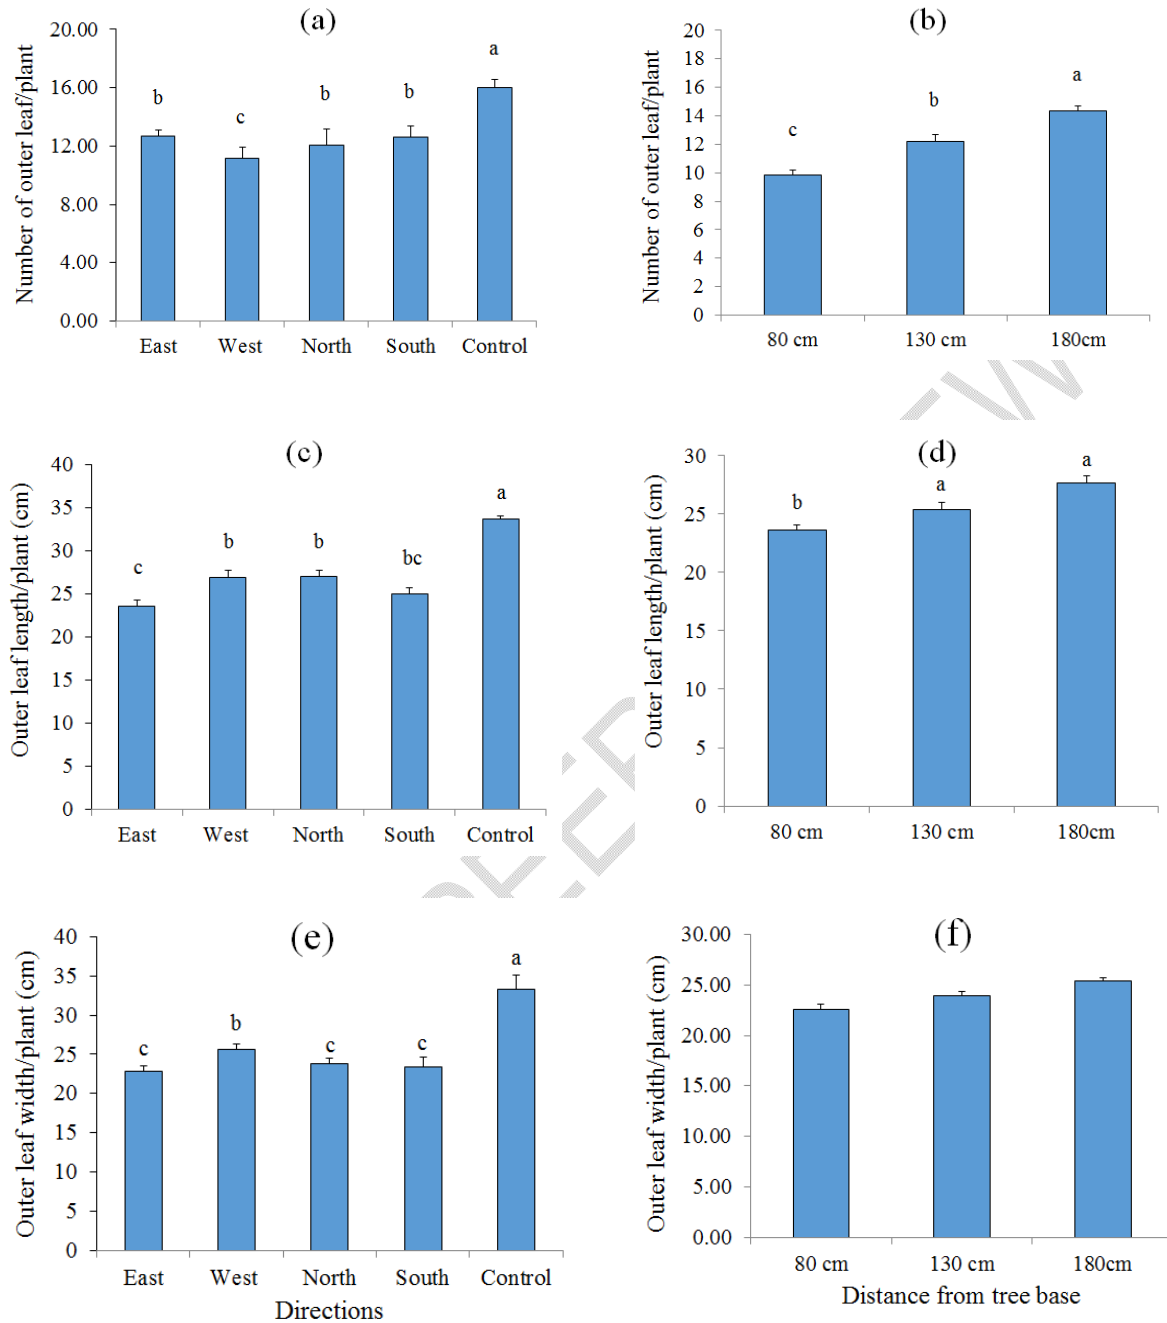 (a)
Number of outer leaf/plant
20.00
16.00
12.00
8.00
4.00
0.00
b
c
b
b
a
East West North South Control
(b)
Number of outer leaf/plant
20
18
16
14
12
10
8
6
4
2
0
c
b
a
80 cm 130 cm 180cm
(c)
Outer leaf length/plant (cm)
40
35
30
25
20
15
10
5
0
c
b
b
bc
a
East West North South Control
(d)
Outer leaf length/plant (cm)
30
25
20
15
10
5
0
b
a
a
80 cm 130 cm 180cm
(e)
Outer leaf width/plant (cm)
40
35
30
25
20
15
10
5
0
c
b
c
c
a
East West North South Control
Directions
(f)
Outer leaf width/plant (cm)
30.00
25.00
20.00
15.00
10.00
5.00
0.00
80 cm 130 cm 180cm
Distance from tree base